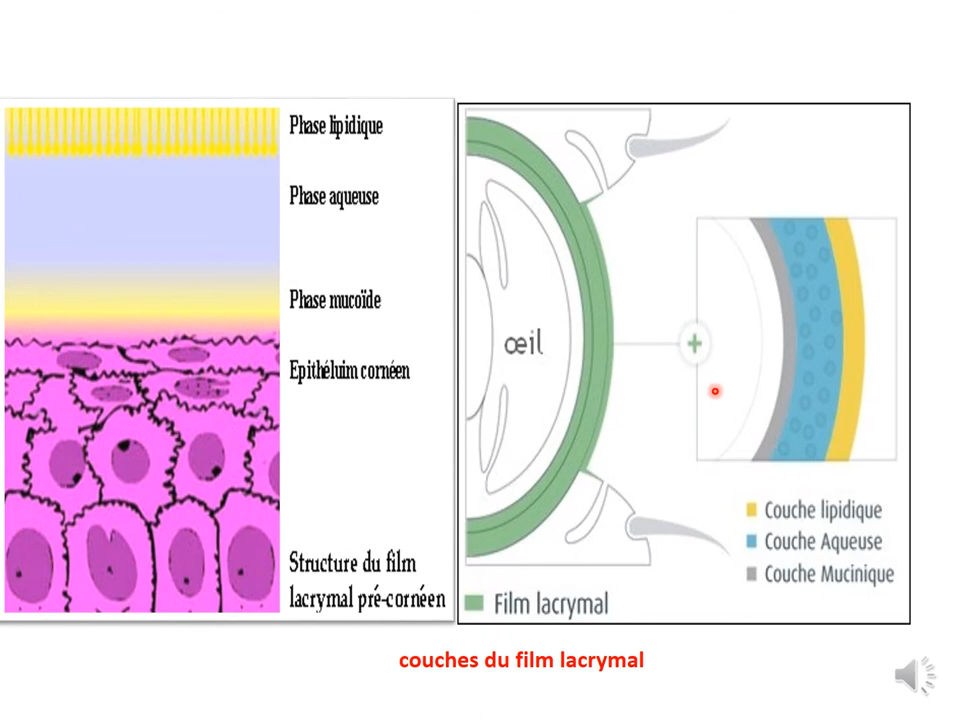 Phase lipidique
Phase aqueuse
Phase mucoïde
Epithéluim cornéen
Structure du film
lacrymal pré-cornéen
œil
+
Couche lipidique
Couche Aqueuse
Couche Mucinique
Film lacrymal
couches du film lacrymal